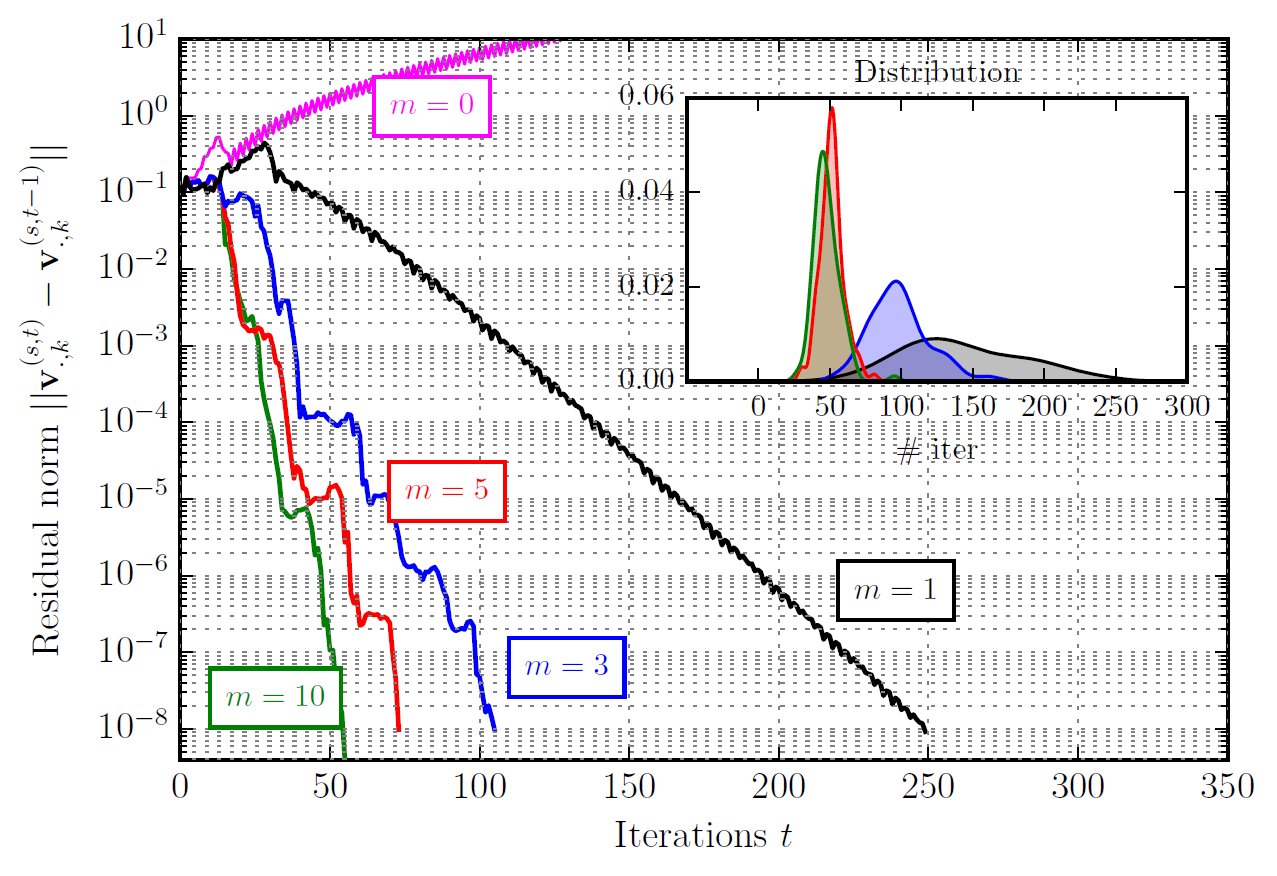 Residual norm ||v_{·,k}^{(s,t)} − v_{·,k}^{(s,t−1)}||
10^1
10^0
10^{−1}
10^{−2}
10^{−3}
10^{−4}
10^{−5}
10^{−6}
10^{−7}
10^{−8}
m = 0
m = 5
m = 1
m = 3
m = 10
0 50 100 150 200 250 300 350
Iterations t
Distribution
0.06
0.04
0.02
0.00
0 50 100 150 200 250 300
# iter